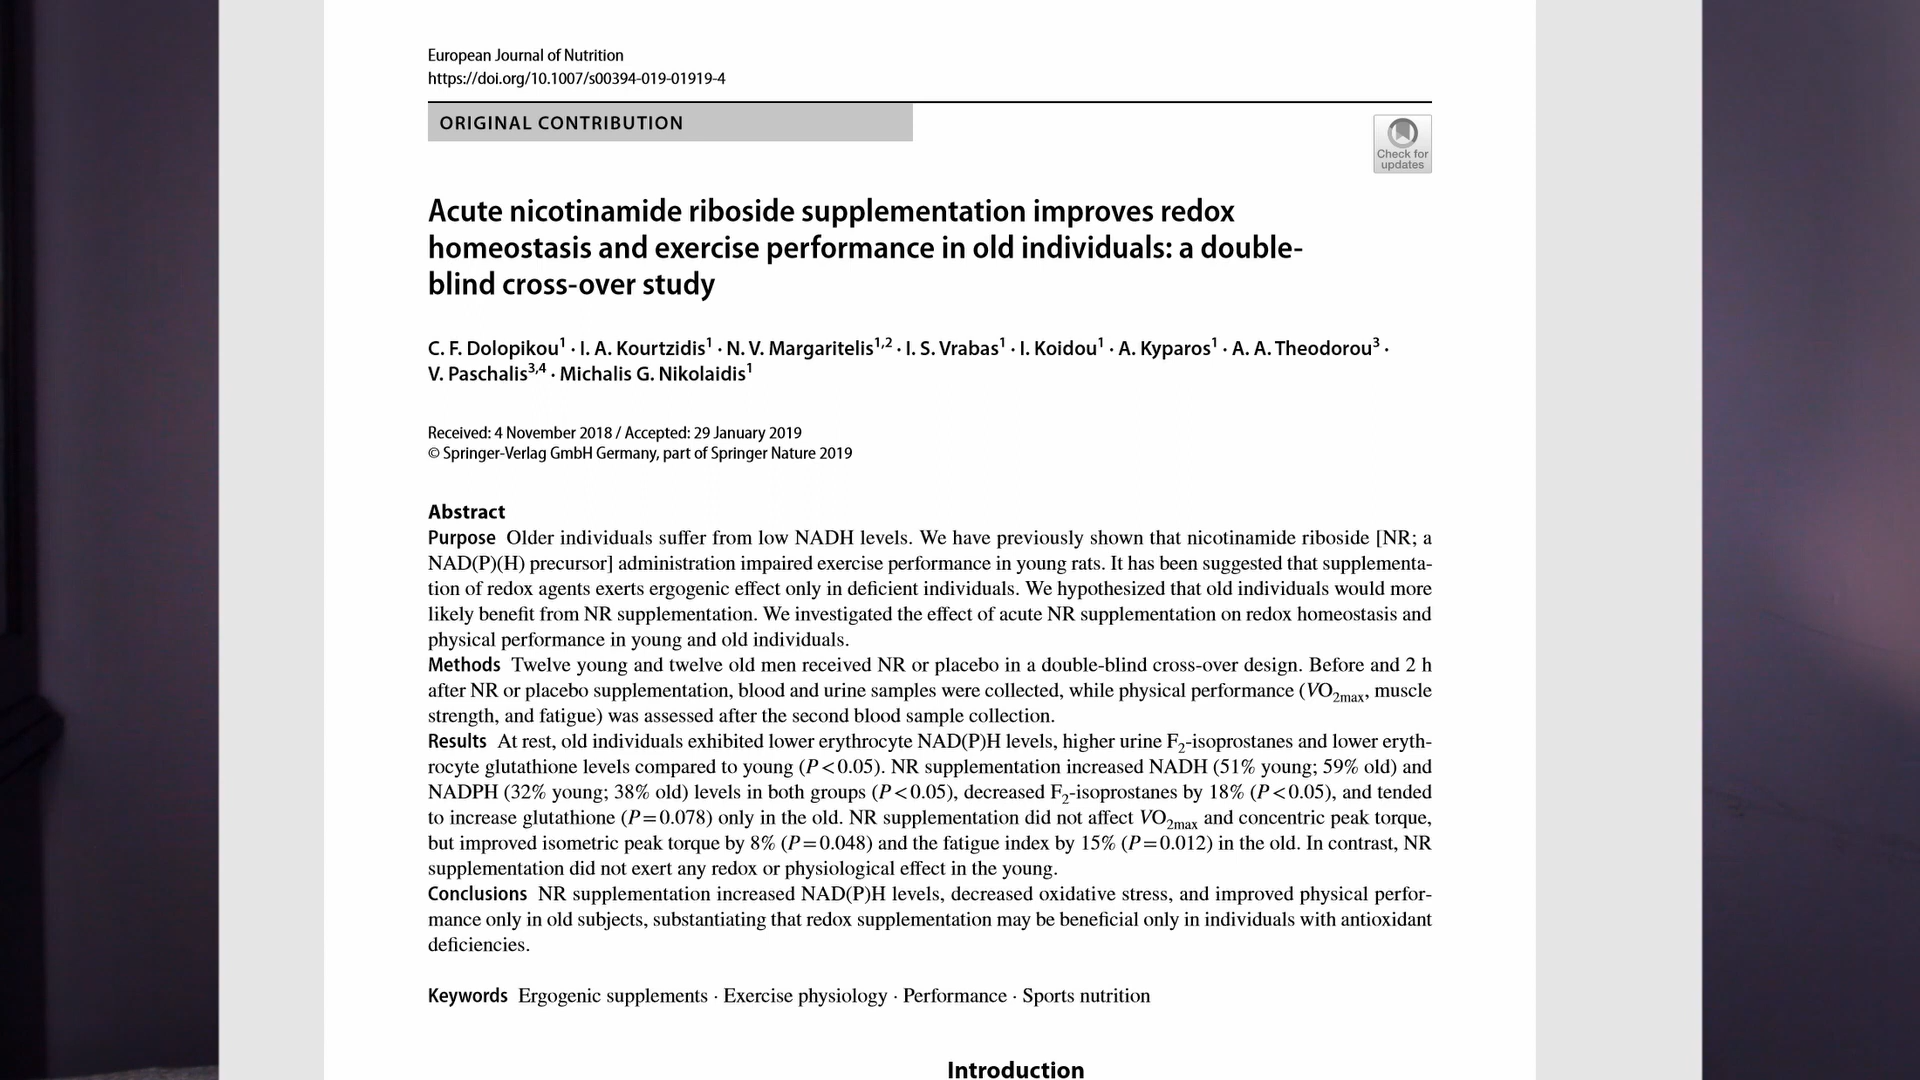 European Journal of Nutrition
https://doi.org/10.1007/s00394-019-01919-4
ORIGINAL CONTRIBUTION
Check for
updates
Acute nicotinamide riboside supplementation improves redox
homeostasis and exercise performance in old individuals: a double-
blind cross-over study
C. F. Dolopikou¹ · I. A. Kourtzidis¹ · N. V. Margaritelis¹,² · I. S. Vrabas¹ · I. Koidou¹ · A. Kyparos¹ · A. A. Theodorou³ ·
V. Paschalis³,⁴ · Michalis G. Nikolaidis¹
Received: 4 November 2018 / Accepted: 29 January 2019
© Springer-Verlag GmbH Germany, part of Springer Nature 2019
Abstract
Purpose Older individuals suffer from low NADH levels. We have previously shown that nicotinamide riboside [NR; a
NAD(P)(H) precursor] administration impaired exercise performance in young rats. It has been suggested that supplementa-
tion of redox agents exerts ergogenic effect only in deficient individuals. We hypothesized that old individuals would more
likely benefit from NR supplementation. We investigated the effect of acute NR supplementation on redox homeostasis and
physical performance in young and old individuals.
Methods Twelve young and twelve old men received NR or placebo in a double-blind cross-over design. Before and 2 h
after NR or placebo supplementation, blood and urine samples were collected, while physical performance (VO₂max, muscle
strength, and fatigue) was assessed after the second blood sample collection.
Results At rest, old individuals exhibited lower erythrocyte NAD(P)H levels, higher urine F₂-isoprostanes and lower eryth-
rocyte glutathione levels compared to young (P < 0.05). NR supplementation increased NADH (51% young; 59% old) and
NADPH (32% young; 38% old) levels in both groups (P < 0.05), decreased F₂-isoprostanes by 18% (P < 0.05), and tended
to increase glutathione (P = 0.078) only in the old. NR supplementation did not affect VO₂max and concentric peak torque,
but improved isometric peak torque by 8% (P = 0.048) and the fatigue index by 15% (P = 0.012) in the old. In contrast, NR
supplementation did not exert any redox or physiological effect in the young.
Conclusions NR supplementation increased NAD(P)H levels, decreased oxidative stress, and improved physical perfor-
mance only in old subjects, substantiating that redox supplementation may be beneficial only in individuals with antioxidant
deficiencies.
Keywords Ergogenic supplements · Exercise physiology · Performance · Sports nutrition
Introduction